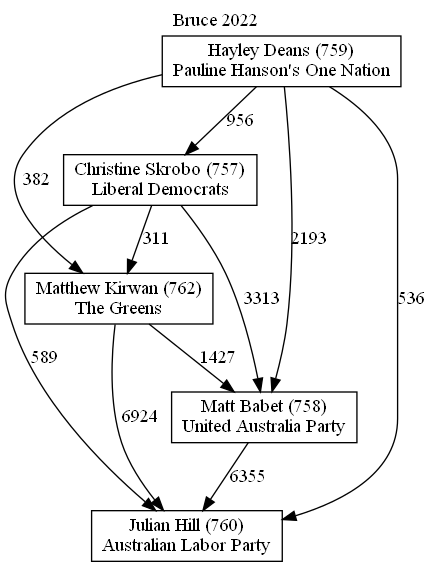 Bruce 2022
Hayley Deans (759)
Pauline Hanson's One Nation
956
Christine Skrobo (757)
Liberal Democrats
382
311
2193
Matthew Kirwan (762)
The Greens
3313
536
589
1427
6924
Matt Babet (758)
United Australia Party
6355
Julian Hill (760)
Australian Labor Party